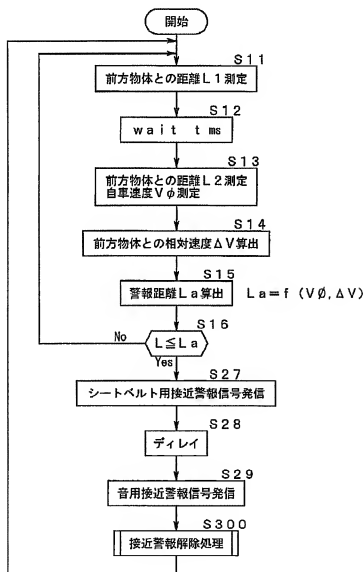 開始
S11
前方物体との距離L1測定
S12
wait tms
S13
前方物体との距離L2測定
自車速度Vφ測定
S14
前方物体との相対速度ΔV算出
S15
警報距離La算出 La=f(Vφ,ΔV)
S16
No L≦La
Yes
S27
シートベルト用接近警報信号発信
S28
ディレイ
S29
音用接近警報信号発信
S300
接近警報解除処理